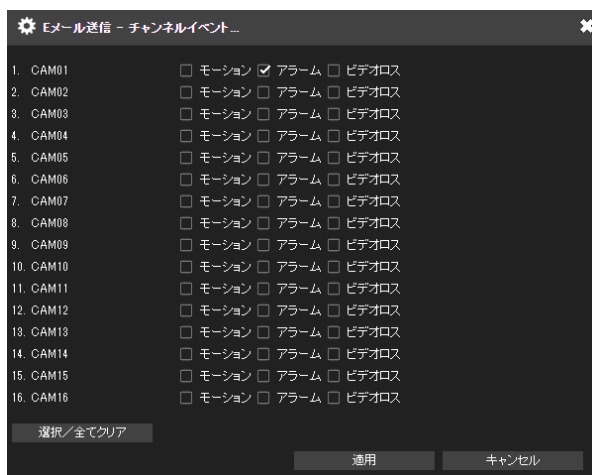 Eメール送信 - チャンネルイベント...
1. CAM01 モーション アラーム ビデオロス
2. CAM02 モーション アラーム ビデオロス
3. CAM03 モーション アラーム ビデオロス
4. CAM04 モーション アラーム ビデオロス
5. CAM05 モーション アラーム ビデオロス
6. CAM06 モーション アラーム ビデオロス
7. CAM07 モーション アラーム ビデオロス
8. CAM08 モーション アラーム ビデオロス
9. CAM09 モーション アラーム ビデオロス
10. CAM10 モーション アラーム ビデオロス
11. CAM11 モーション アラーム ビデオロス
12. CAM12 モーション アラーム ビデオロス
13. CAM13 モーション アラーム ビデオロス
14. CAM14 モーション アラーム ビデオロス
15. CAM15 モーション アラーム ビデオロス
16. CAM16 モーション アラーム ビデオロス
選択/全てクリア
適用 キャンセル